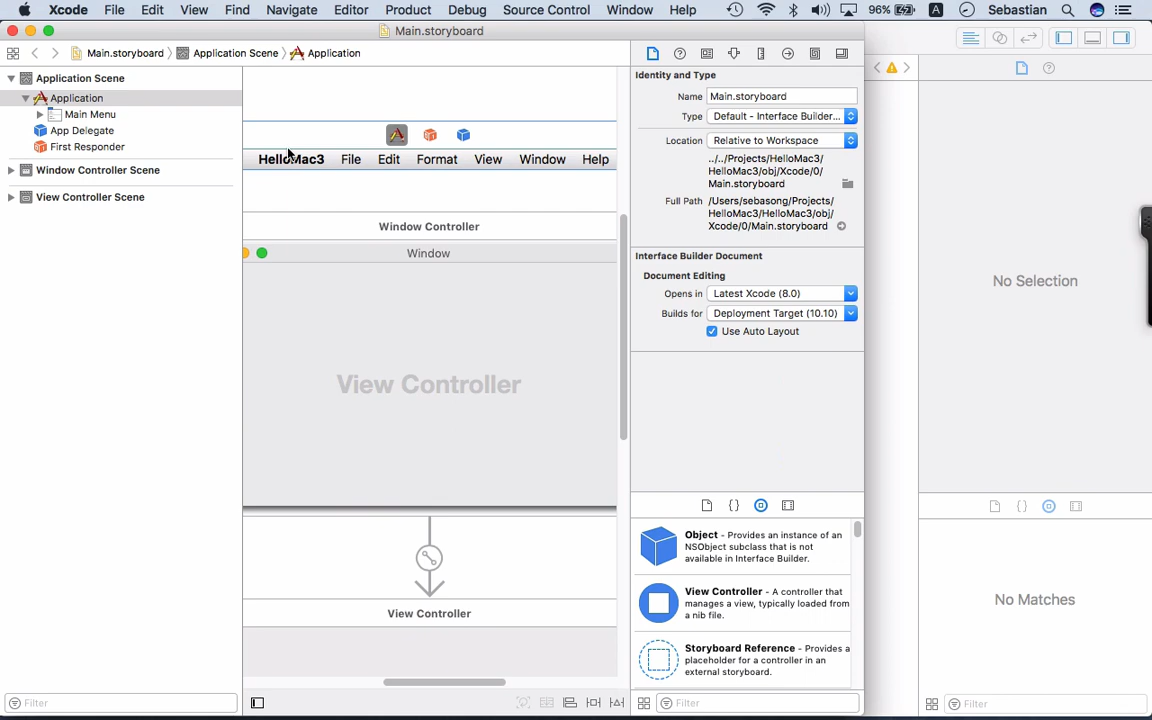 Xcode File Edit View Find Navigate Editor Product Debug Source Control Window Help 96% A Sebastian
Main.storyboard
Main.storyboard Application Scene Application
Application Scene
Application
Main Menu
App Delegate
First Responder
Window Controller Scene
View Controller Scene
HelloMac3 File Edit Format View Window Help
Window Controller
Window
View Controller
View Controller
Identity and Type
Name Main.storyboard
Type Default - Interface Builder...
Location Relative to Workspace
../../Projects/HelloMac3/
HelloMac3/obj/Xcode/0/
Main.storyboard
Full Path /Users/sebasong/Projects/
HelloMac3/HelloMac3/obj/
Xcode/0/Main.storyboard
Interface Builder Document
Document Editing
Opens in Latest Xcode (8.0)
Builds for Deployment Target (10.10)
Use Auto Layout
Object - Provides an instance of an
NSObject subclass that is not
available in Interface Builder.
View Controller - A controller that
manages a view, typically loaded from
a nib file.
Storyboard Reference - Provides a
placeholder for a controller in an
external storyboard.
No Selection
No Matches
Filter
Filter
Filter